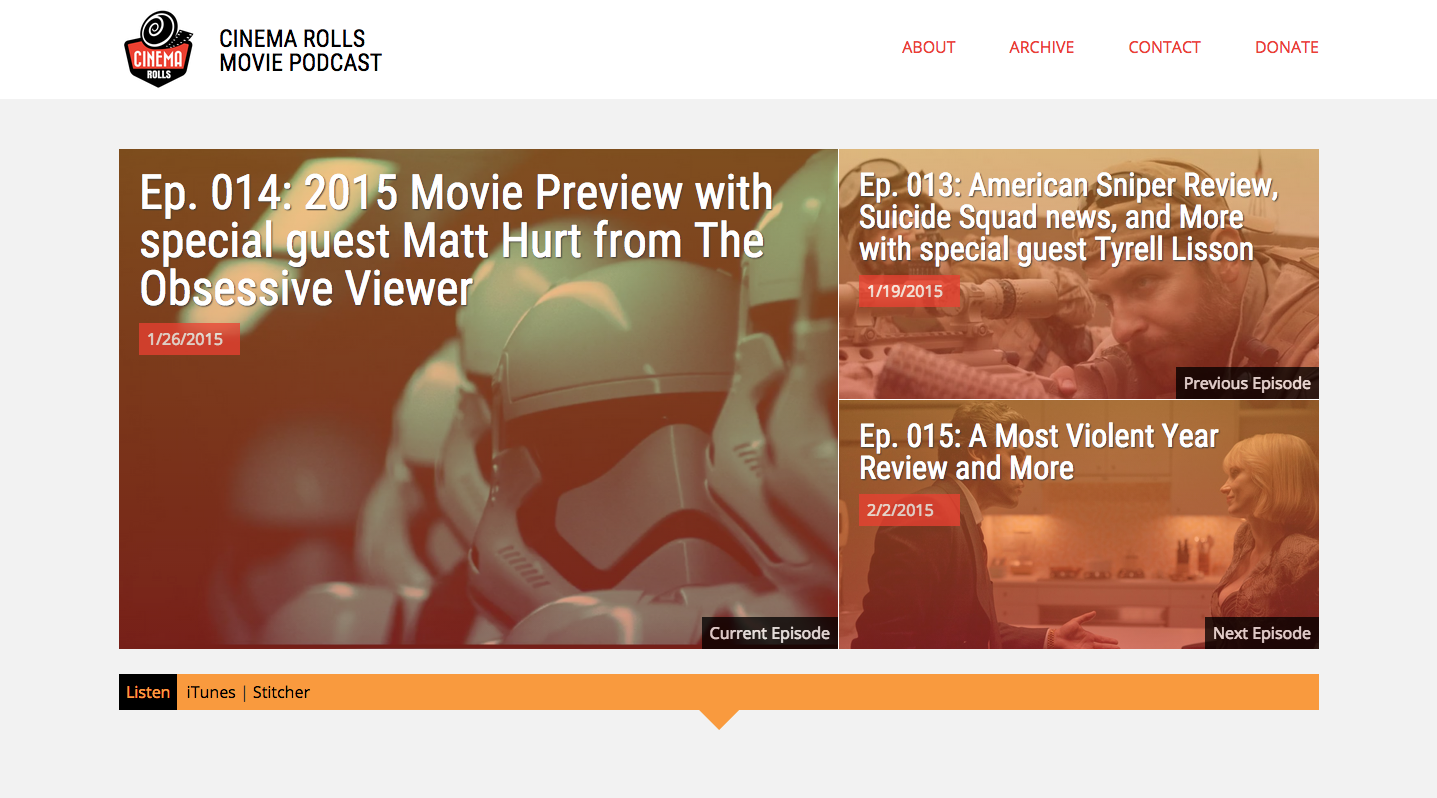 CINEMA
ROLLS
CINEMA ROLLS
MOVIE PODCAST
ABOUT
ARCHIVE
CONTACT
DONATE
Ep. 014: 2015 Movie Preview with
special guest Matt Hurt from The
Obsessive Viewer
1/26/2015
Current Episode
Ep. 013: American Sniper Review,
Suicide Squad news, and More
with special guest Tyrell Lisson
1/19/2015
Previous Episode
Ep. 015: A Most Violent Year
Review and More
2/2/2015
Next Episode
Listen iTunes | Stitcher